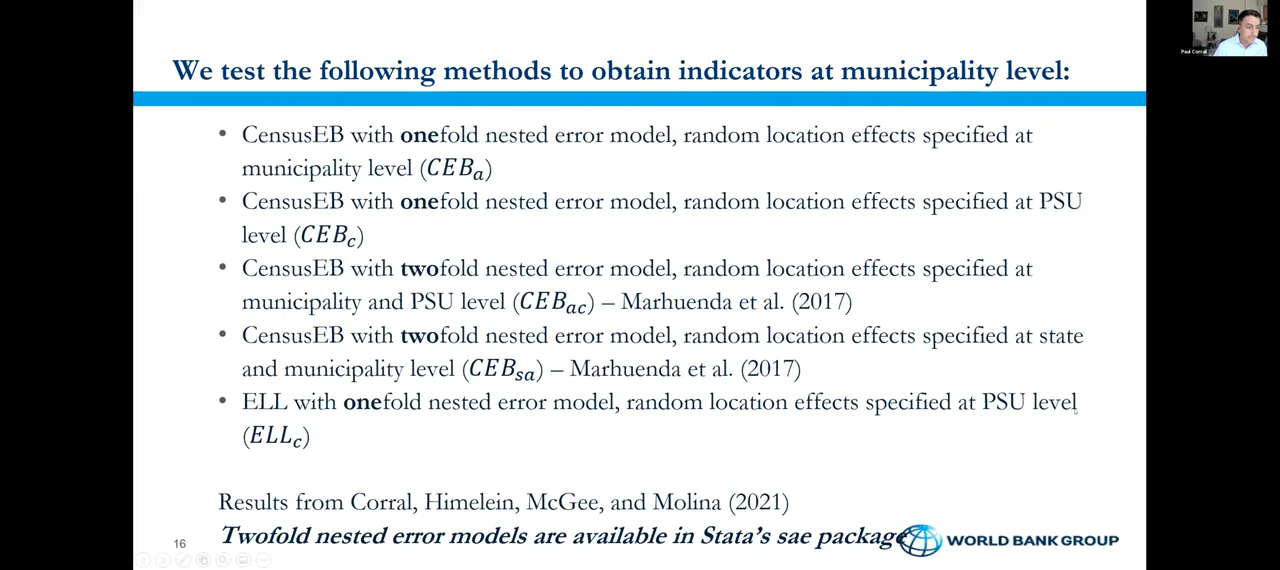 Paul Corral
We test the following methods to obtain indicators at municipality level:
• CensusEB with onefold nested error model, random location effects specified at
municipality level (CEBa)
• CensusEB with onefold nested error model, random location effects specified at PSU
level (CEBc)
• CensusEB with twofold nested error model, random location effects specified at
municipality and PSU level (CEBac) – Marhuenda et al. (2017)
• CensusEB with twofold nested error model, random location effects specified at state
and municipality level (CEBsa) – Marhuenda et al. (2017)
• ELL with onefold nested error model, random location effects specified at PSU level
(ELLc)
Results from Corral, Himelein, McGee, and Molina (2021)
Twofold nested error models are available in Stata's sae package
16
WORLD BANK GROUP